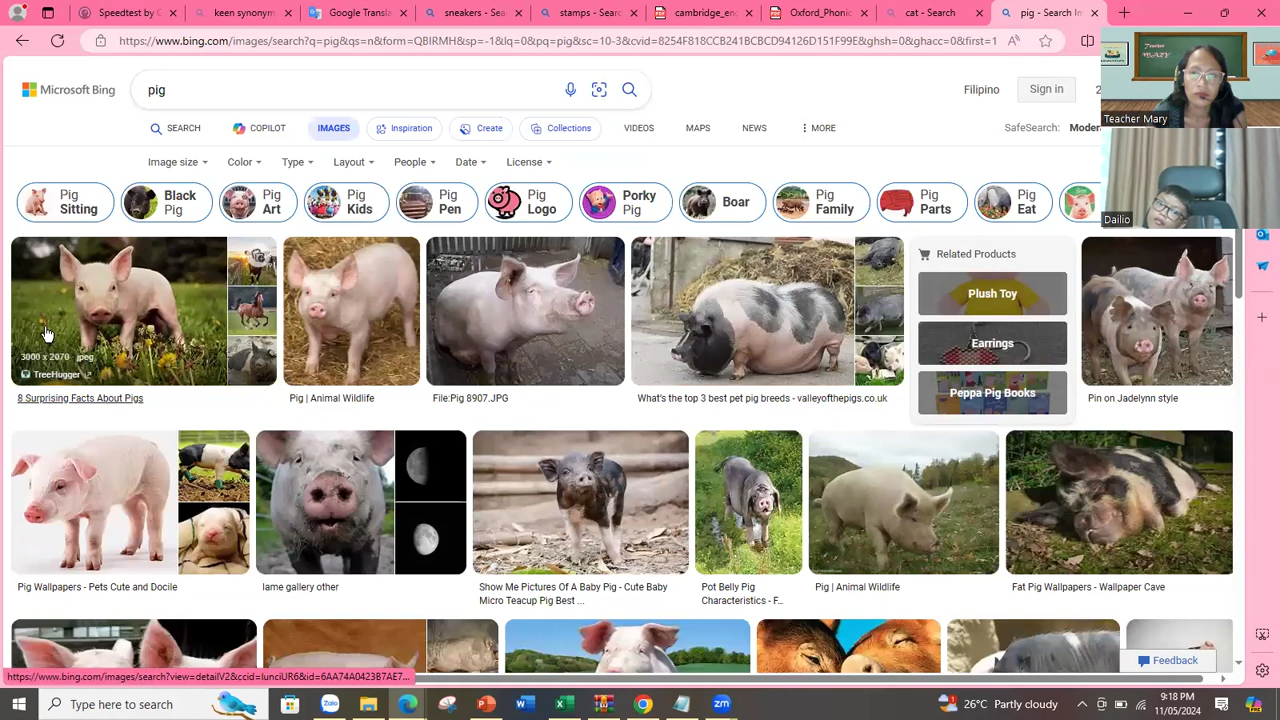 Speedtest by C
keen synonym
Google Transla
sneakers - Sea
stamps - Searc
cambridge_eng
Oxford_Phonic
cat - Search
pig - Search Im
https://www.bing.com/images/search?q=pig&qs=n&form=QBIRMH&sp=-1&lq=0&pq=pig&sc=10-3&cvid=8254F818CCB241BCBCD94126D151F99E&ghsh=0&ghacc=0&first=1
Teacher Mary
Dailio
Microsoft Bing
pig
Filipino
Sign in
SEARCH
COPILOT
IMAGES
Inspiration
Create
Collections
VIDEOS
MAPS
NEWS
MORE
SafeSearch: Modera
Image size
Color
Type
Layout
People
Date
License
Pig Sitting
Black Pig
Pig Art
Pig Kids
Pig Pen
Pig Logo
Porky Pig
Boar
Pig Family
Pig Parts
Pig Eat
3000 x 2070 jpeg
TreeHugger
8 Surprising Facts About Pigs
Pig | Animal Wildlife
File:Pig 8907.JPG
What's the top 3 best pet pig breeds - valleyofthepigs.co.uk
Related Products
Plush Toy
Earrings
Peppa Pig Books
Pin on Jadelynn style
Pig Wallpapers - Pets Cute and Docile
lame gallery other
Show Me Pictures Of A Baby Pig - Cute Baby
Micro Teacup Pig Best ...
Pot Belly Pig
Characteristics - F...
Pig | Animal Wildlife
Fat Pig Wallpapers - Wallpaper Cave
Feedback
https://www.bing.com/images/search?view=detailV2&ccid=IunciUR6&id=6AA74A0423B7AE7...
Type here to search
26°C Partly cloudy
9:18 PM
11/05/2024